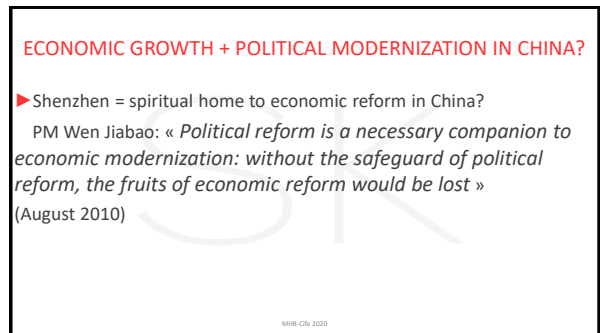 ECONOMIC GROWTH + POLITICAL MODERNIZATION IN CHINA?
►Shenzhen = spiritual home to economic reform in China?
PM Wen Jiabao: « Political reform is a necessary companion to
economic modernization: without the safeguard of political
reform, the fruits of economic reform would be lost »
(August 2010)
SK
MHB-Cife 2020